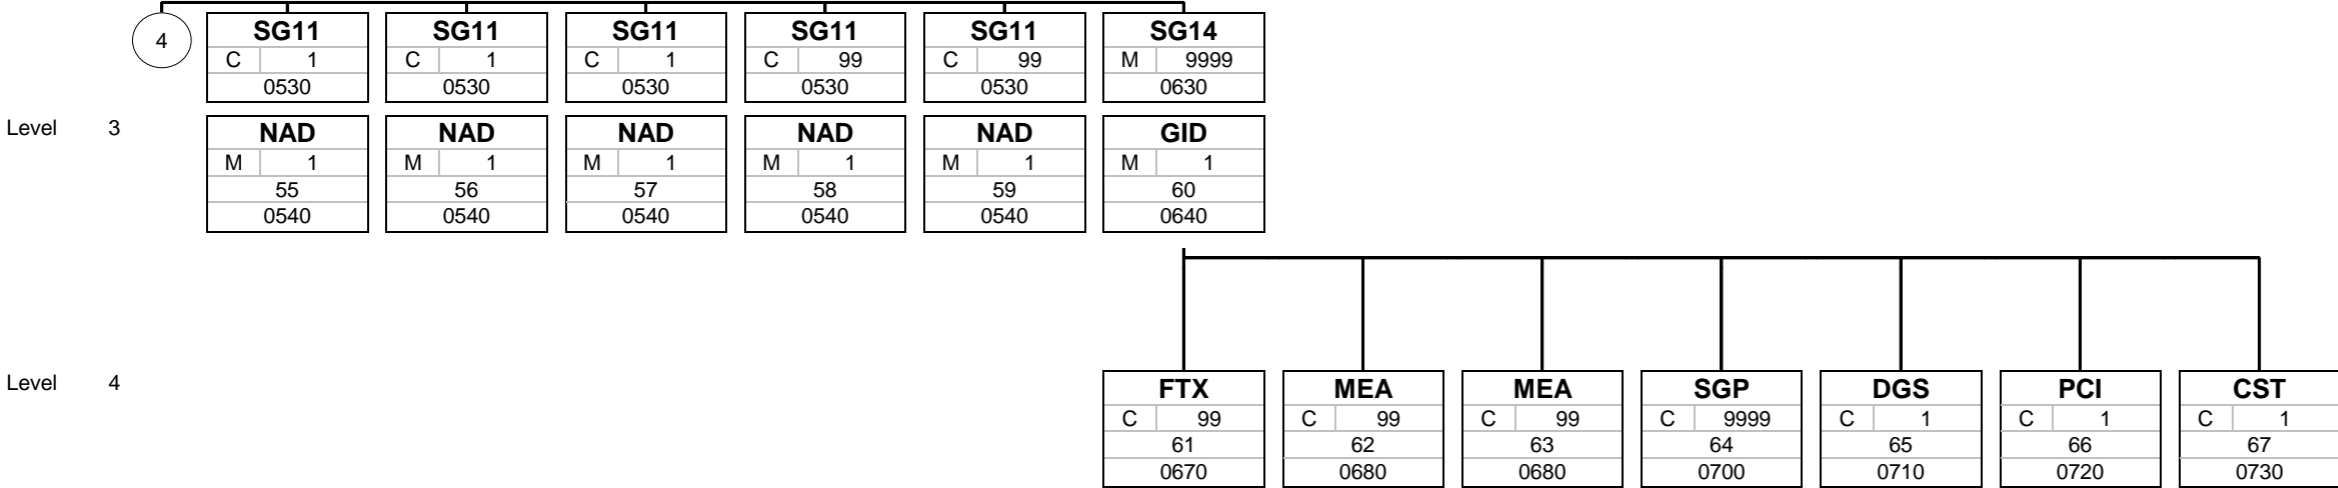 4
SG11 SG11 SG11 SG11 SG11 SG14
C 1 C 1 C 1 C 99 C 99 M 9999
0530 0530 0530 0530 0530 0630
Level 3
NAD NAD NAD NAD NAD GID
M 1 M 1 M 1 M 1 M 1 M 1
55 56 57 58 59 60
0540 0540 0540 0540 0540 0640
Level 4
FTX MEA MEA SGP DGS PCI CST
C 99 C 99 C 99 C 9999 C 1 C 1 C 1
61 62 63 64 65 66 67
0670 0680 0680 0700 0710 0720 0730